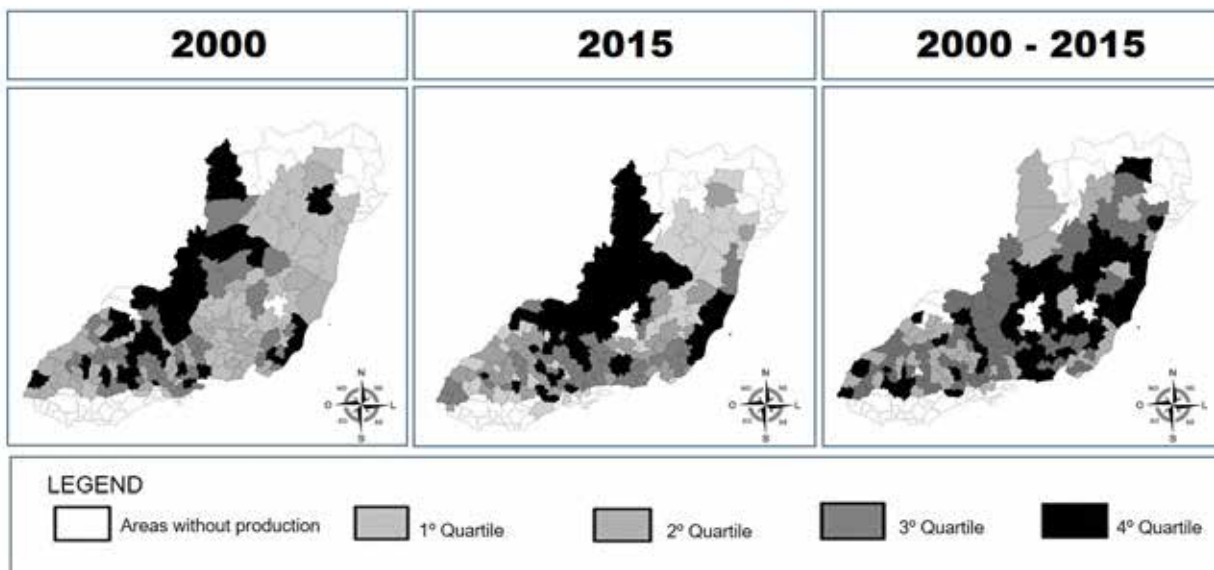 2000
2015
2000 - 2015
N
O
L
S
N
O
L
S
N
O
L
S
LEGEND
Areas without production
1º Quartile
2º Quartile
3º Quartile
4º Quartile